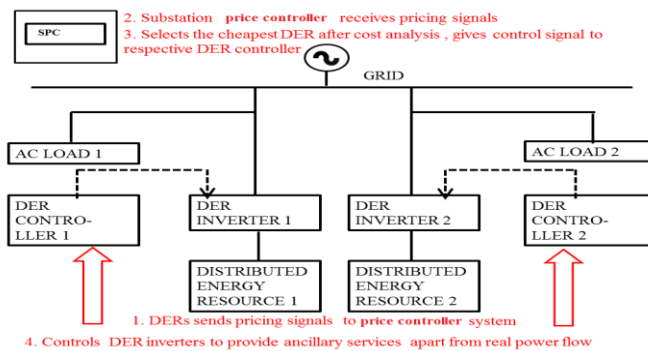 2. Substation price controller receives pricing signals
SPC
3. Selects the cheapest DER after cost analysis , gives control signal to
respective DER controller
GRID
AC LOAD 1
AC LOAD 2
DER
CONTRO-
LLER 1
DER
INVERTER 1
DER
INVERTER 2
DER
CONTRO-
LLER 2
DISTRIBUTED
ENERGY
RESOURCE 1
DISTRIBUTED
ENERGY
RESOURCE 2
1. DERs sends pricing signals to price controller system
4. Controls DER inverters to provide ancillary services apart from real power flow